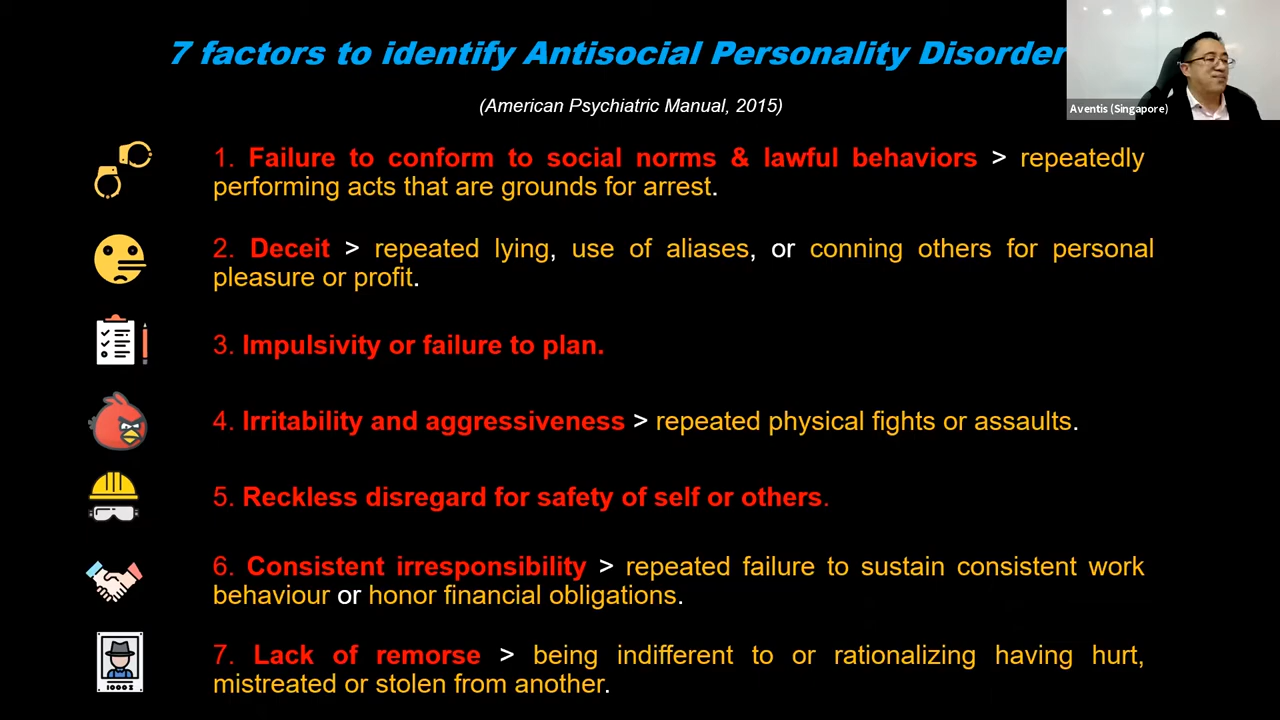 7 factors to identify Antisocial Personality Disorder
Aventis (Singapore)
(American Psychiatric Manual, 2015)
1. Failure to conform to social norms & lawful behaviors > repeatedly
performing acts that are grounds for arrest.
2. Deceit > repeated lying, use of aliases, or conning others for personal
pleasure or profit.
3. Impulsivity or failure to plan.
4. Irritability and aggressiveness > repeated physical fights or assaults.
5. Reckless disregard for safety of self or others.
6. Consistent irresponsibility > repeated failure to sustain consistent work
behaviour or honor financial obligations.
7. Lack of remorse > being indifferent to or rationalizing having hurt,
mistreated or stolen from another.